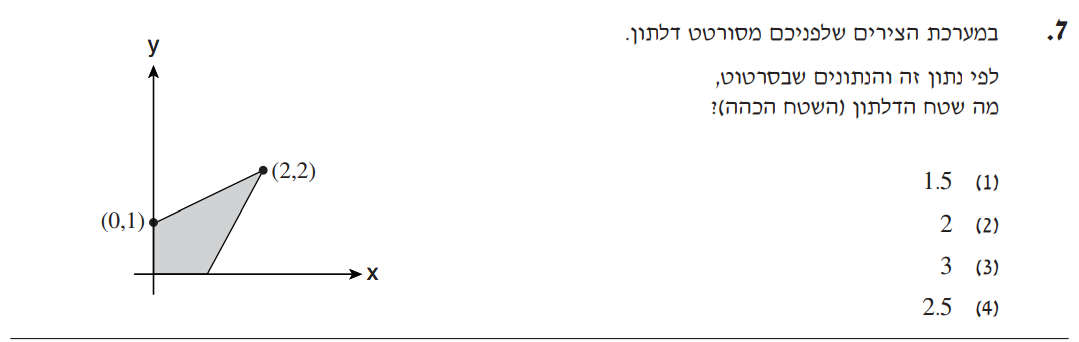 7.
במערכת הצירים שלפניכם מסורטט דלתון.
לפי נתון זה והנתונים שבסרטוט,
מה שטח הדלתון (השטח הכהה)?
(1) 1.5
(2) 2
(3) 3
(4) 2.5
y
(2,2)
(0,1)
x